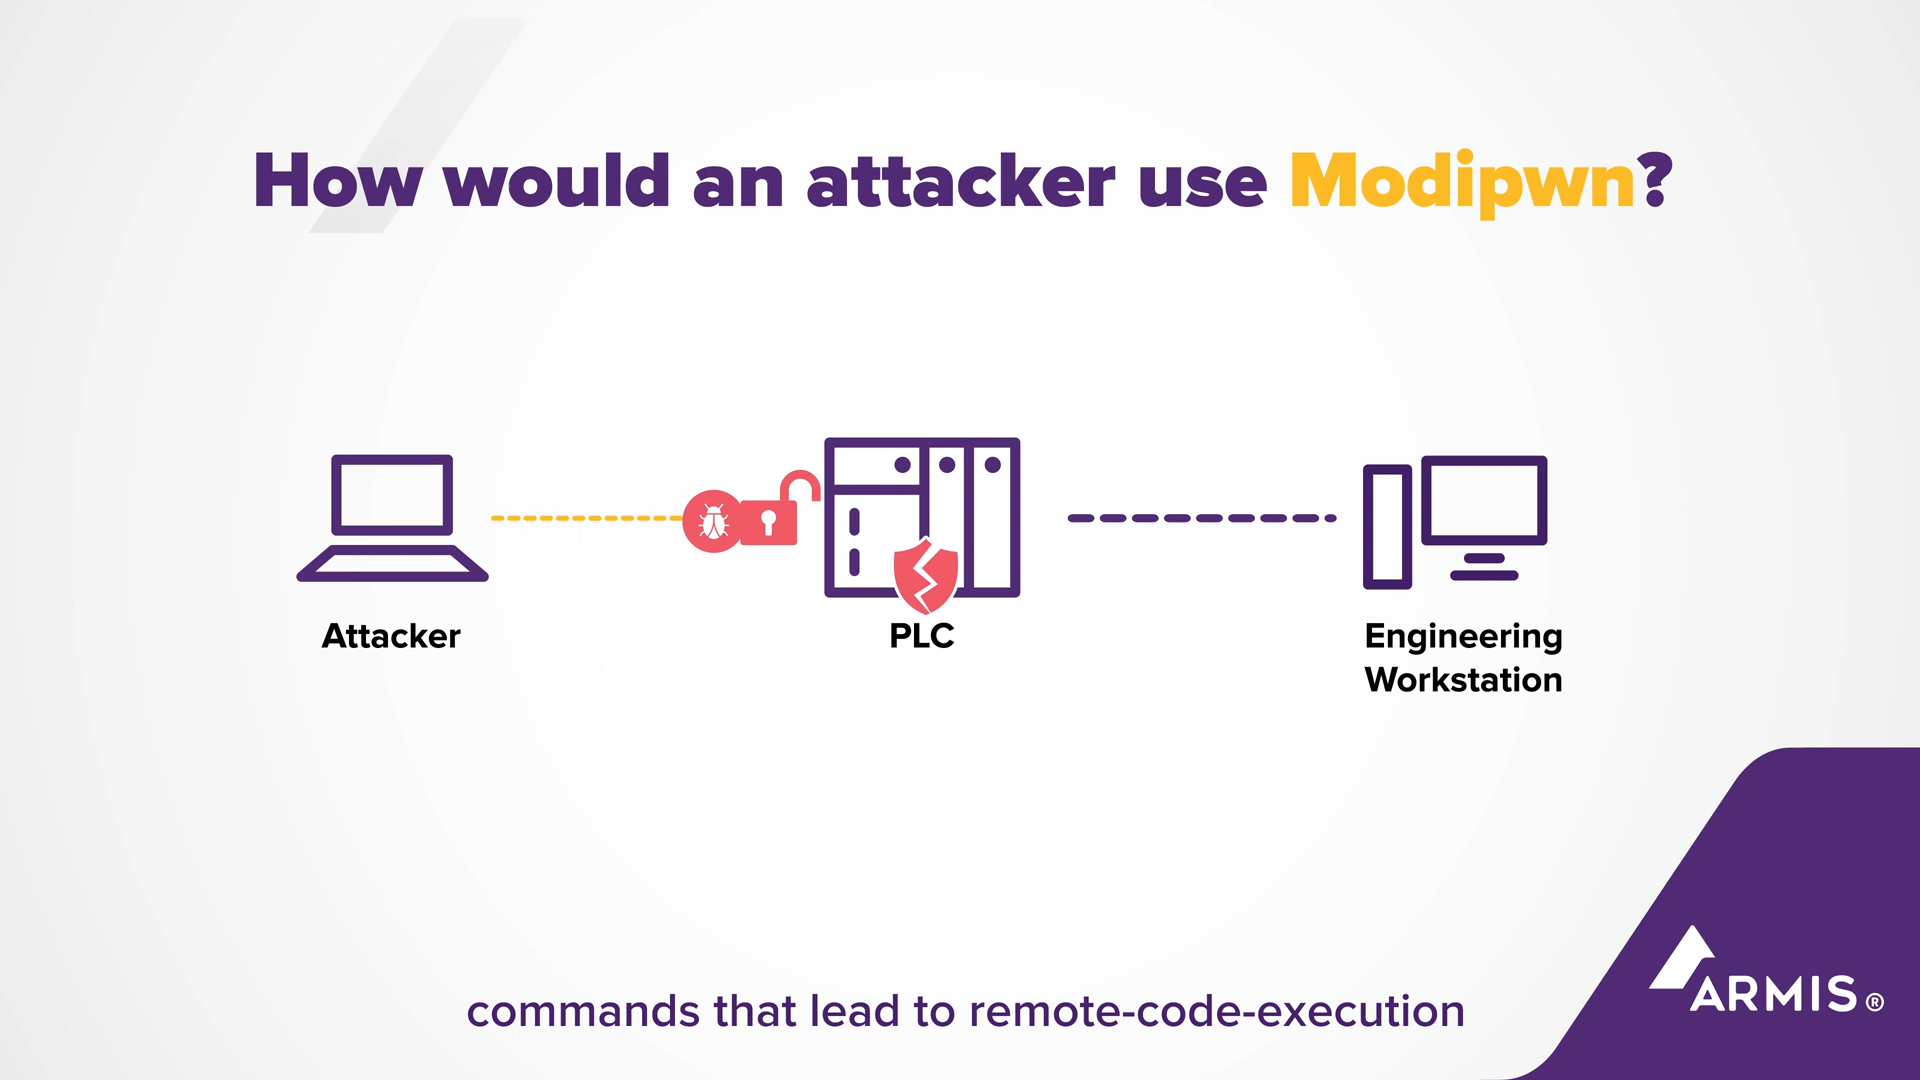 How would an attacker use Modipwn?
Attacker
PLC
Engineering
Workstation
commands that lead to remote-code-execution
ARMIS®